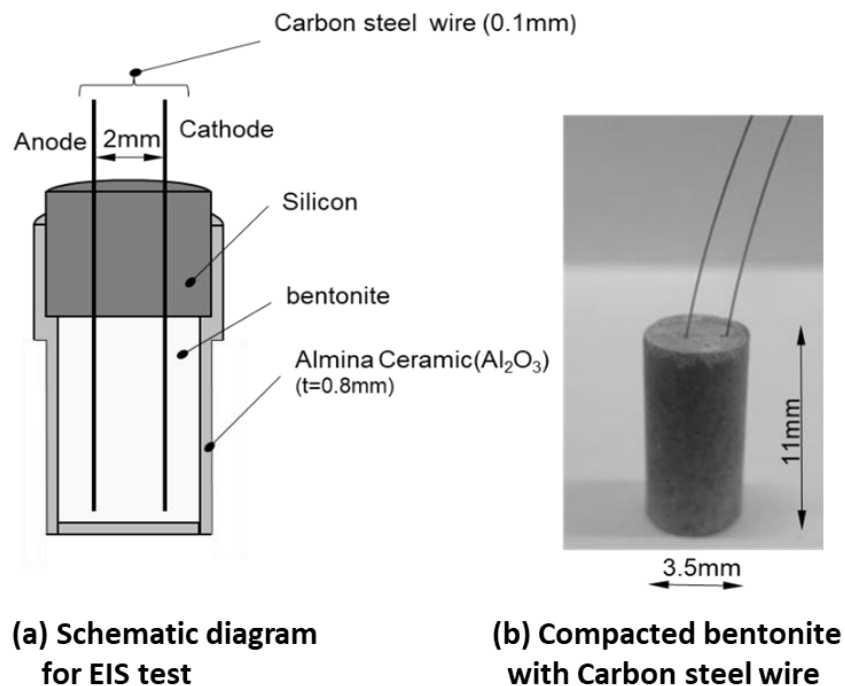 Carbon steel wire (0.1mm)
Anode
2mm
Cathode
Silicon
bentonite
Almina Ceramic(Al₂O₃)
(t=0.8mm)
11mm
3.5mm
(a) Schematic diagram
for EIS test
(b) Compacted bentonite
with Carbon steel wire